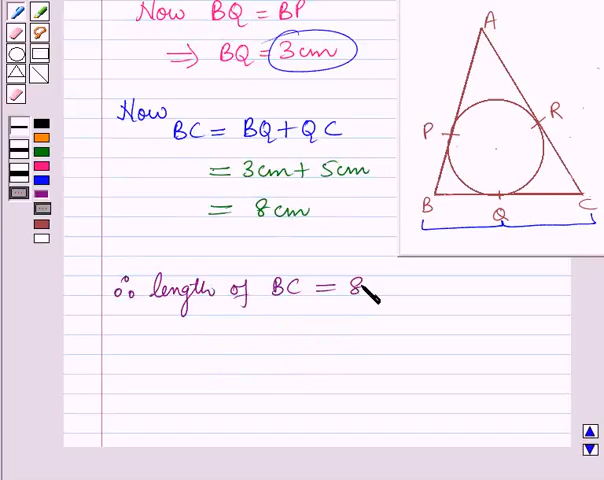 Now BQ = BP
⇒ BQ = 3cm
Now
BC = BQ + QC
= 3cm + 5cm
= 8cm
∴ length of BC = 8
A
P
R
B
Q
C